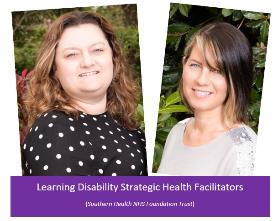 Learning Disability Strategic Health Facilitators
(Southern Health NHS Foundation Trust)